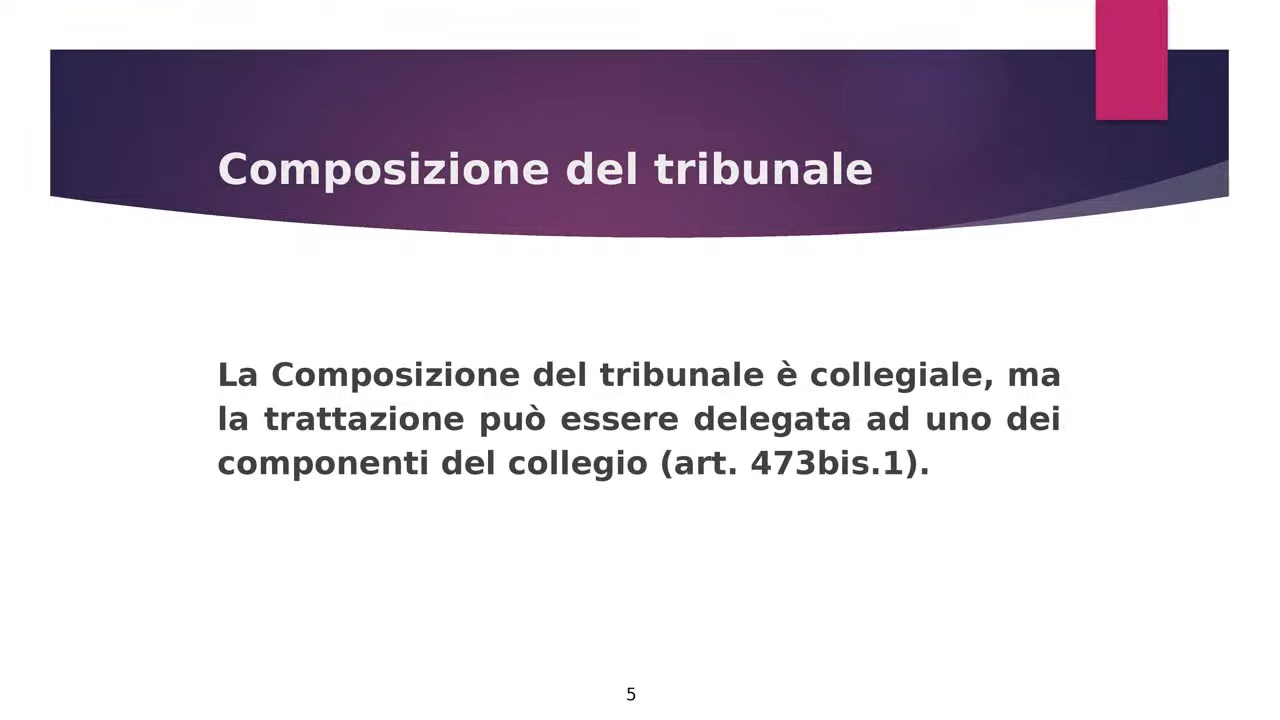 Composizione del tribunale
La Composizione del tribunale è collegiale, ma
la trattazione può essere delegata ad uno dei
componenti del collegio (art. 473bis.1).
5